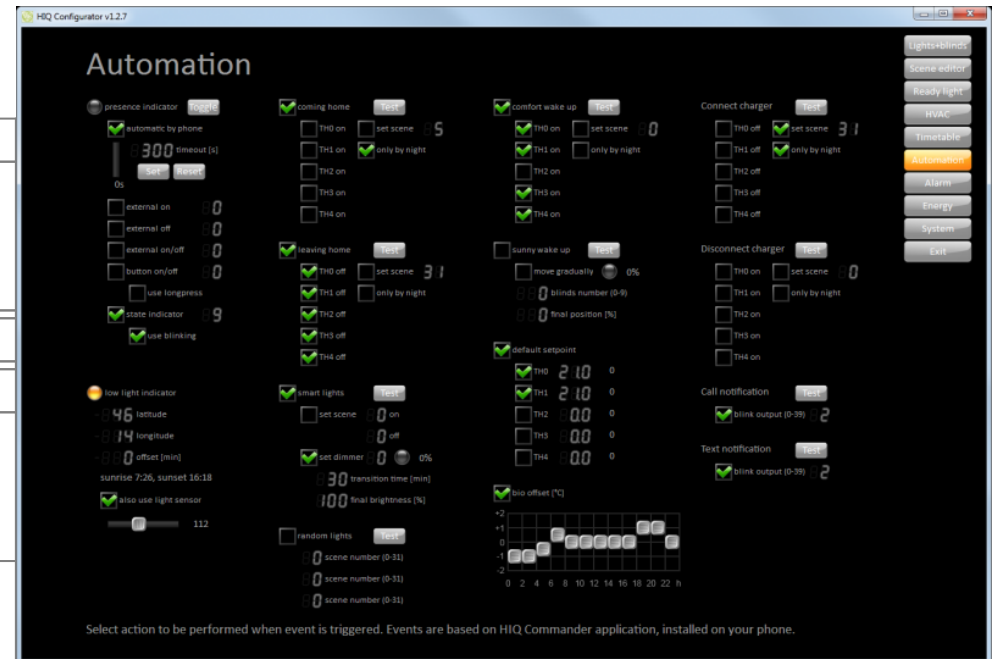 HIQ Configurator v1.2.7
Automation
presence indicator Toggle
automatic by phone
300 timeout [s]
Set Reset
0s
external on 0
external off 0
external on/off 0
button on/off 0
use longpress
state indicator 9
use blinking
low light indicator
46 latitude
14 longitude
0 offset [min]
sunrise 7:26, sunset 16:18
also use light sensor
112
coming home Test
TH0 on set scene 5
TH1 on only by night
TH2 on
TH3 on
TH4 on
leaving home Test
TH0 off set scene 31
TH1 off only by night
TH2 off
TH3 off
TH4 off
smart lights Test
set scene 0 on
0 off
set dimmer 0 0%
30 transition time [min]
100 final brightness [%]
random lights Test
0 scene number (0-31)
0 scene number (0-31)
0 scene number (0-31)
comfort wake up Test
TH0 on set scene 0
TH1 on only by night
TH2 on
TH3 on
TH4 on
sunny wake up Test
move gradually 0%
0 blinds number (0-9)
0 final position [%]
default setpoint
TH0 21.0 0
TH1 21.0 0
TH2 0.0 0
TH3 0.0 0
TH4 0.0 0
bio offset [°C]
+2
+1
0
-1
-2
0 2 4 6 8 10 12 14 16 18 20 22 h
Connect charger Test
TH0 off set scene 31
TH1 off only by night
TH2 off
TH3 off
TH4 off
Disconnect charger Test
TH0 on set scene 0
TH1 on only by night
TH2 on
TH3 on
TH4 on
Call notification Test
blink output (0-39) 2
Text notification Test
blink output (0-39) 2
Lights+blinds
Scene editor
Ready light
HVAC
Timetable
Automation
Alarm
Energy
System
Exit
Select action to be performed when event is triggered. Events are based on HIQ Commander application, installed on your phone.